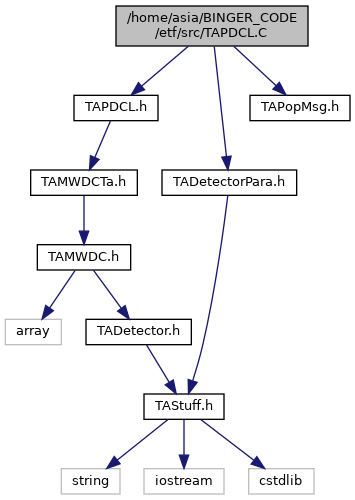 /home/asia/BINGER_CODE
/etf/src/TAPDCL.C
TAPDCL.h
TAPopMsg.h
TAMWDCTa.h
TADetectorPara.h
TAMWDC.h
array
TADetector.h
TAStuff.h
string
iostream
cstdlib